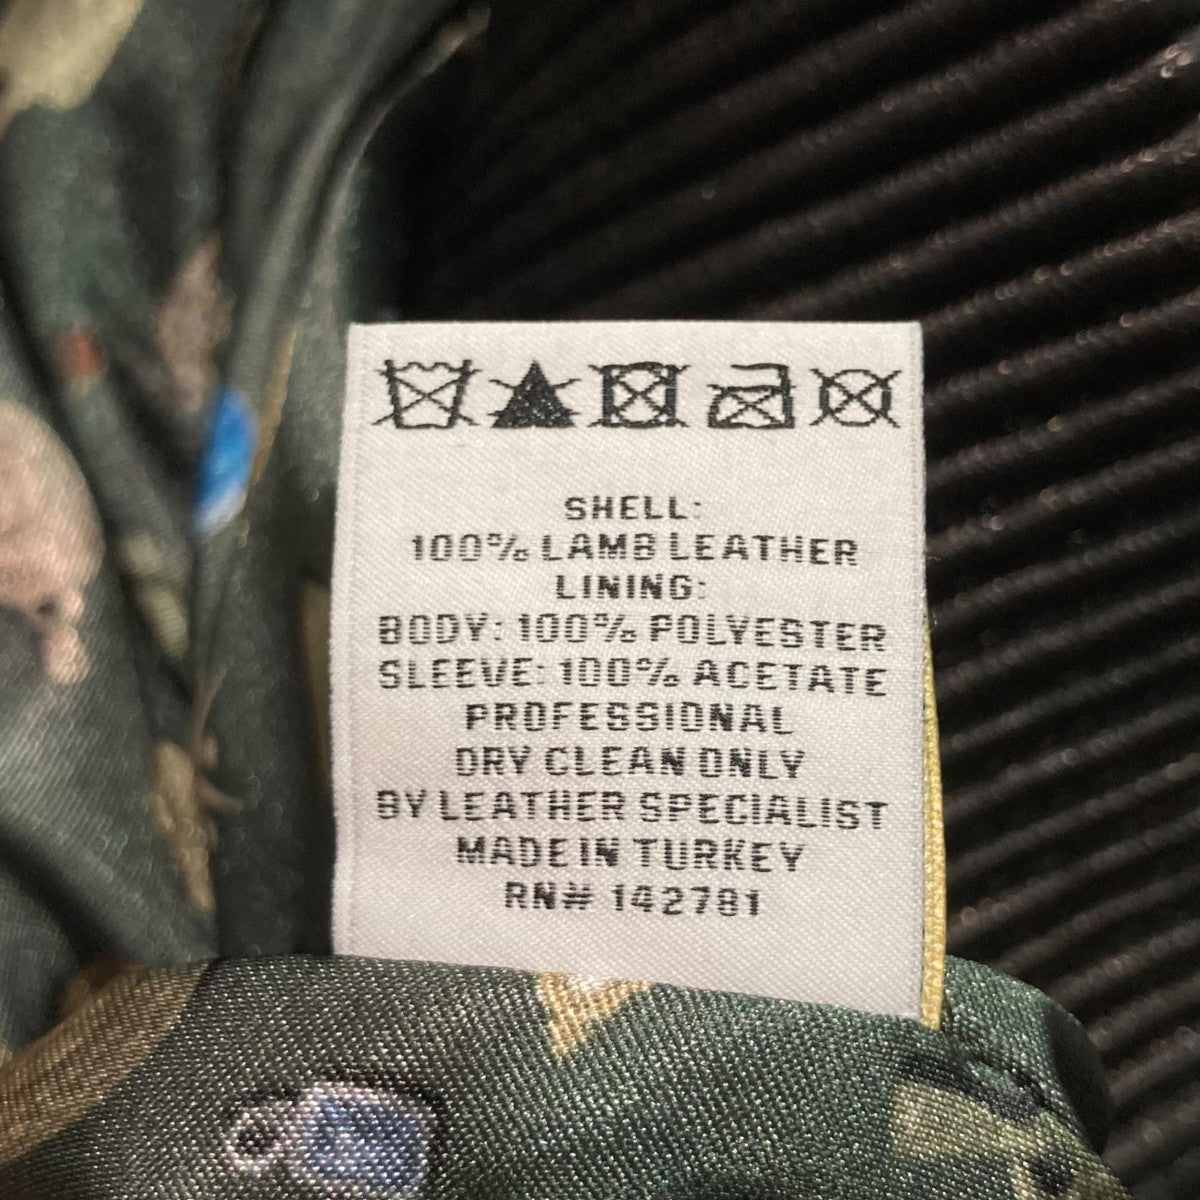 SHELL:
100% LAMB LEATHER
LINING:
BODY: 100% POLYESTER
SLEEVE: 100% ACETATE
PROFESSIONAL
DRY CLEAN ONLY
BY LEATHER SPECIALIST
MADE IN TURKEY
RN# 142781